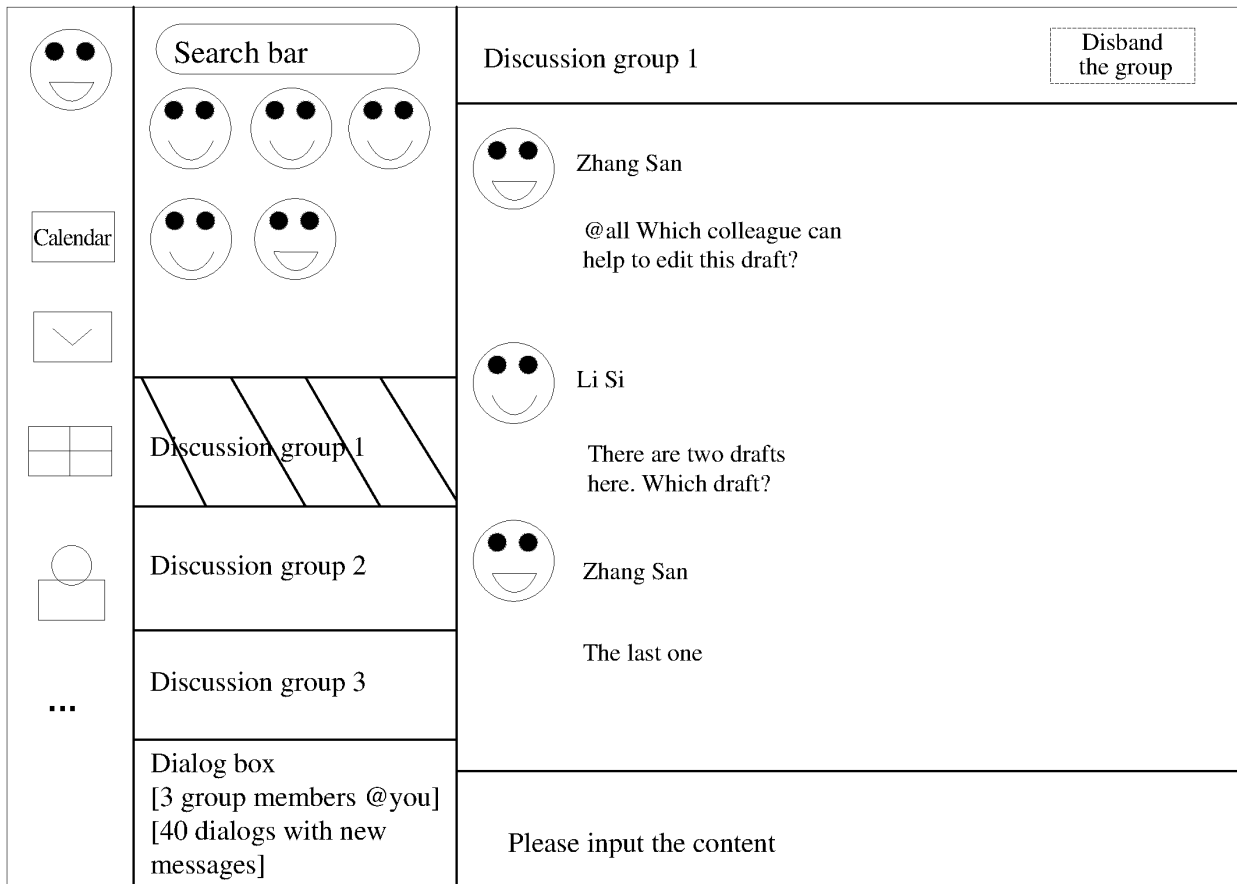 Search bar
Calendar
Discussion group 1
Discussion group 2
Discussion group 3
...
Dialog box
[3 group members @you]
[40 dialogs with new
messages]
Discussion group 1
Disband
the group
Zhang San
@all Which colleague can
help to edit this draft?
Li Si
There are two drafts
here. Which draft?
Zhang San
The last one
Please input the content